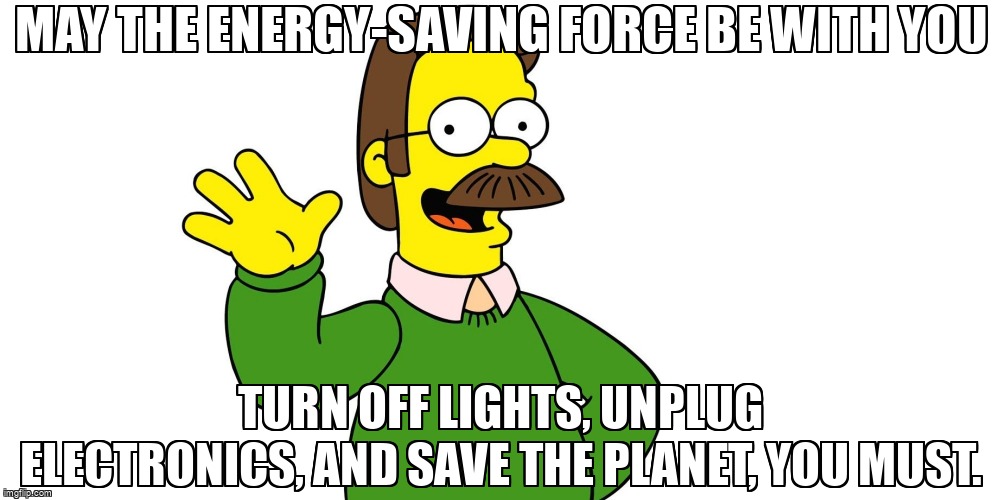 MAY THE ENERGY-SAVING FORCE BE WITH YOU
TURN OFF LIGHTS, UNPLUG
ELECTRONICS, AND SAVE THE PLANET, YOU MUST.
imgflip.com